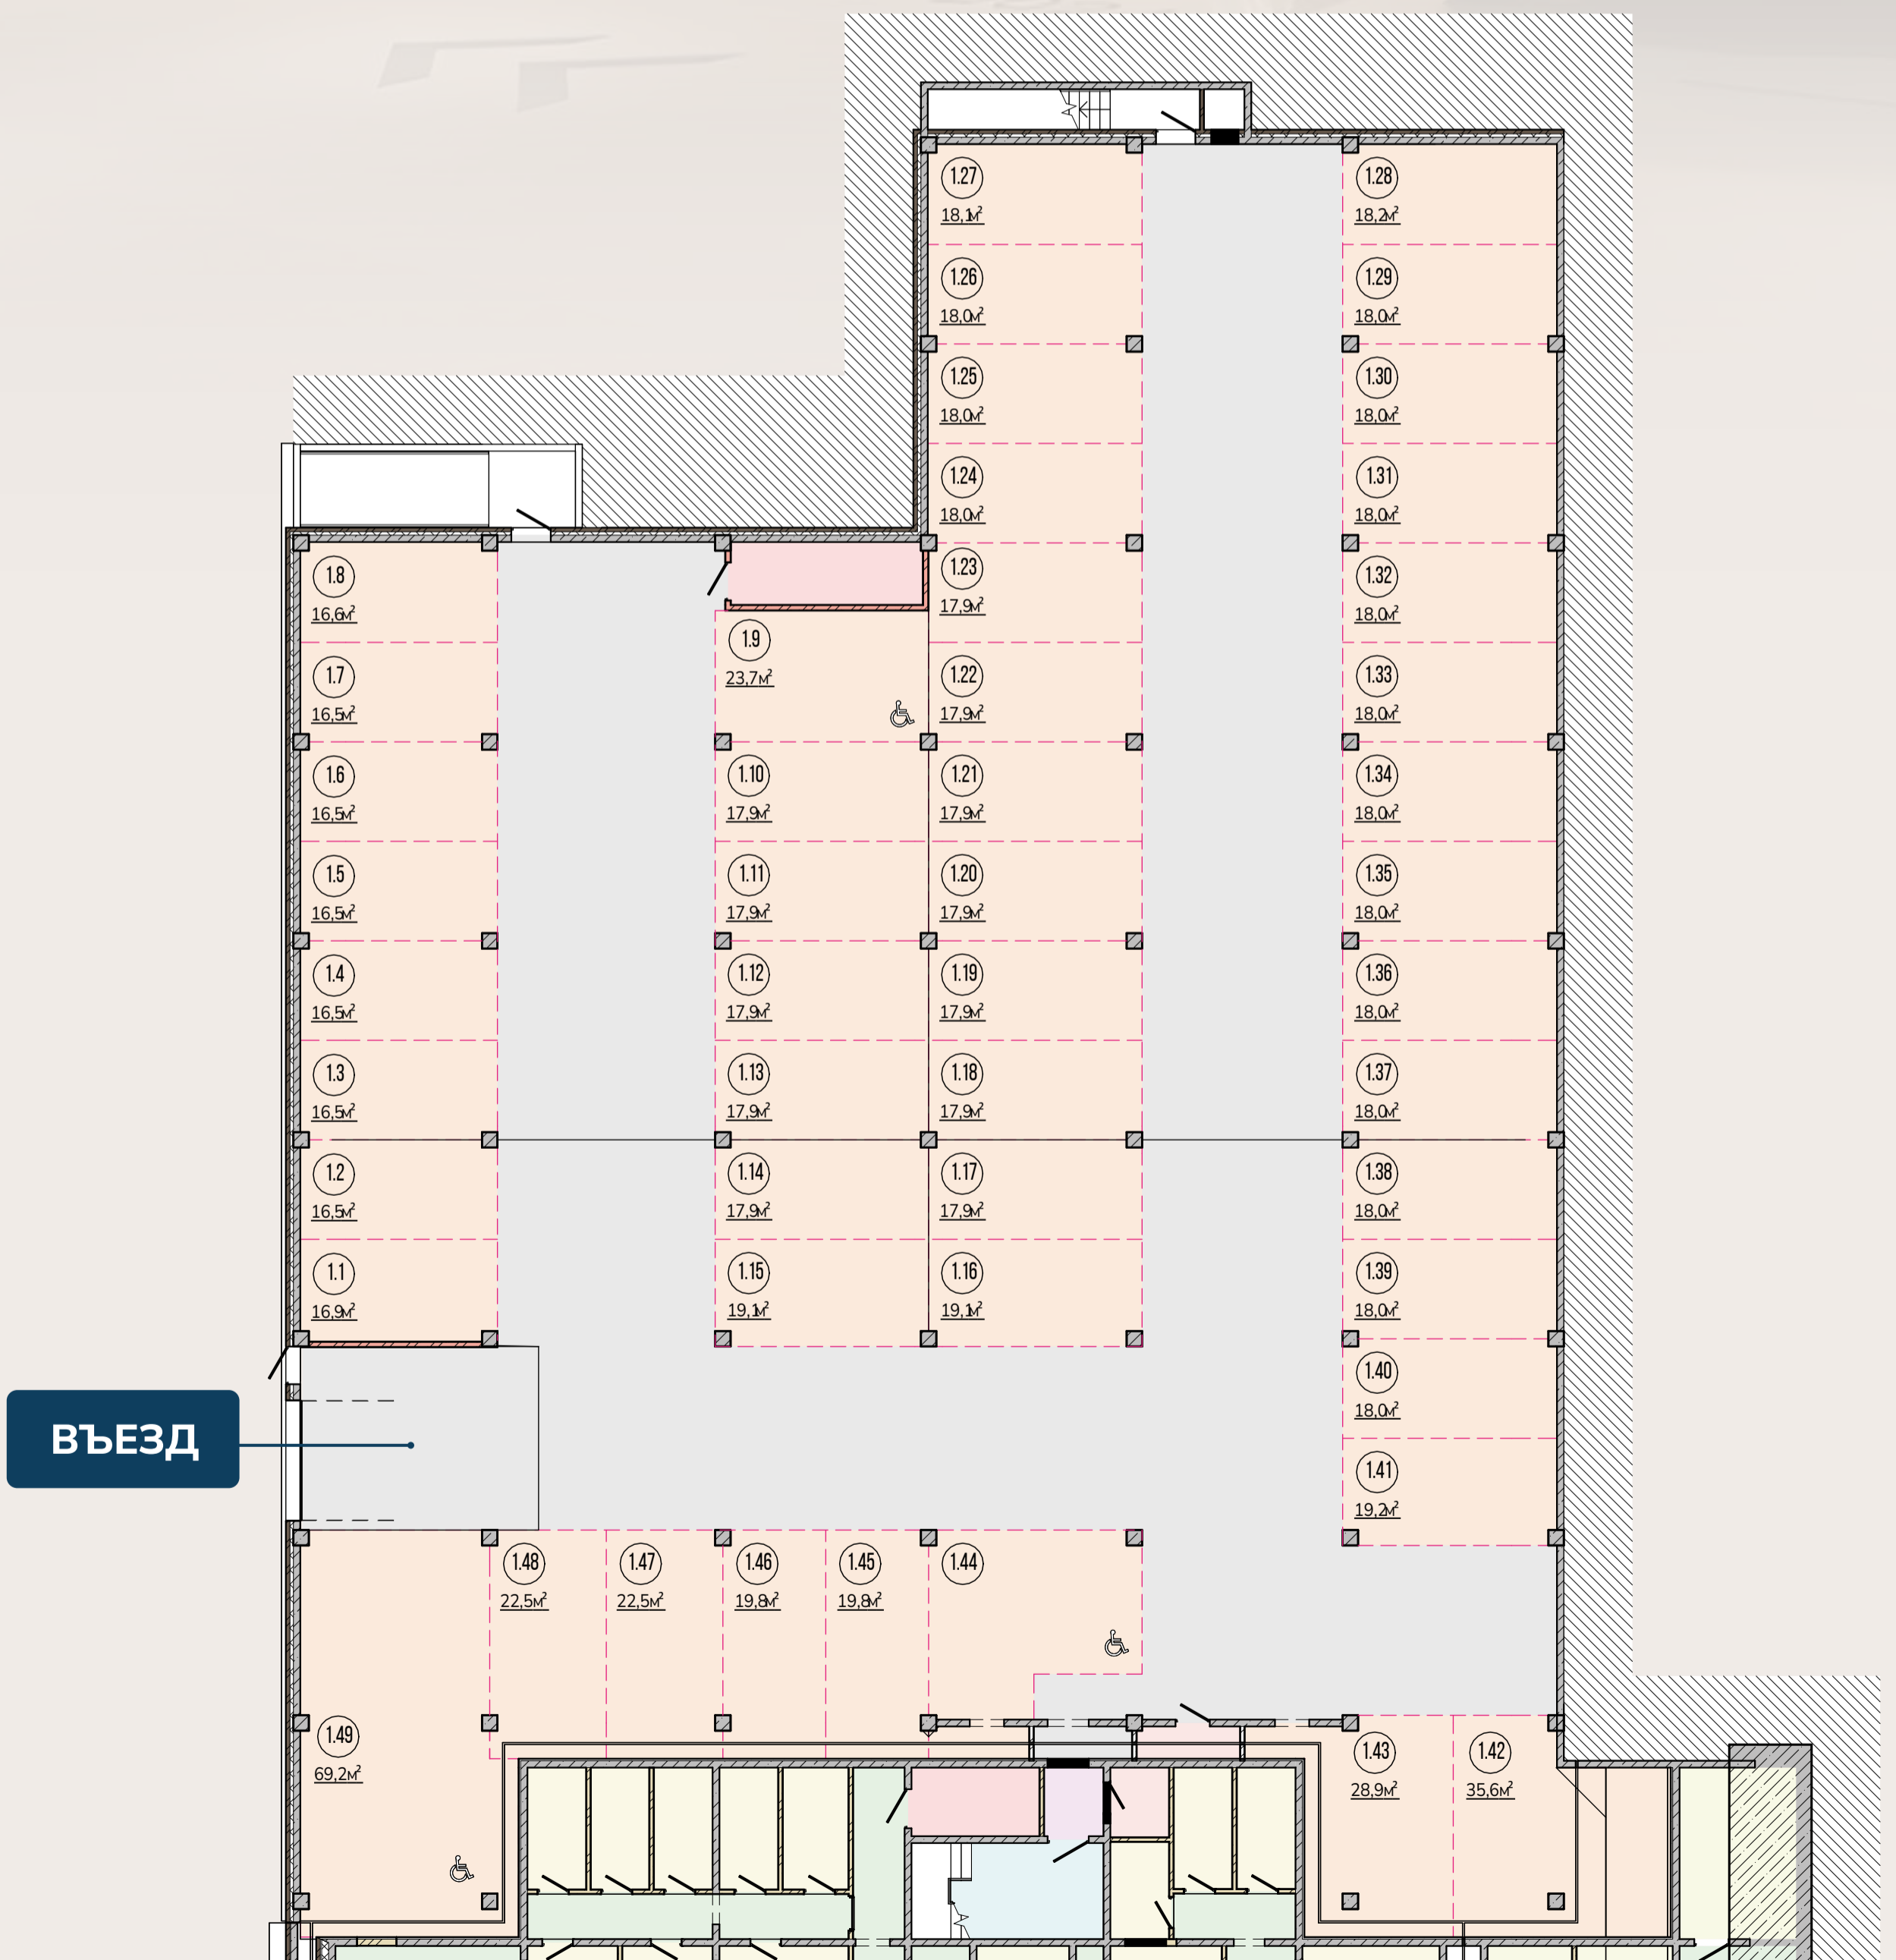 1.27
18,1м²
1.28
18,2м²
1.26
18,0м²
1.29
18,0м²
1.25
18,0м²
1.30
18,0м²
1.24
18,0м²
1.31
18,0м²
1.8
16,6м²
1.23
17,9м²
1.32
18,0м²
1.9
23,7м²
1.7
16,5м²
1.22
17,9м²
1.33
18,0м²
1.6
16,5м²
1.10
17,9м²
1.21
17,9м²
1.34
18,0м²
1.5
16,5м²
1.11
17,9м²
1.20
17,9м²
1.35
18,0м²
1.4
16,5м²
1.12
17,9м²
1.19
17,9м²
1.36
18,0м²
1.3
16,5м²
1.13
17,9м²
1.18
17,9м²
1.37
18,0м²
1.2
16,5м²
1.14
17,9м²
1.17
17,9м²
1.38
18,0м²
1.1
16,9м²
1.15
19,1м²
1.16
19,1м²
1.39
18,0м²
1.40
18,0м²
ВЪЕЗД
1.41
19,2м²
1.48
22,5м²
1.47
22,5м²
1.46
19,8м²
1.45
19,8м²
1.44
1.49
69,2м²
1.43
28,9м²
1.42
35,6м²